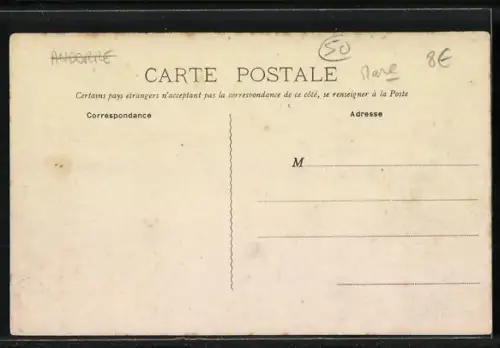 ANDORRE
50
Rare
8€
CARTE POSTALE
Certains pays étrangers n'acceptant pas la correspondance de ce côté, se renseigner à la Poste
Correspondance
Adresse
M